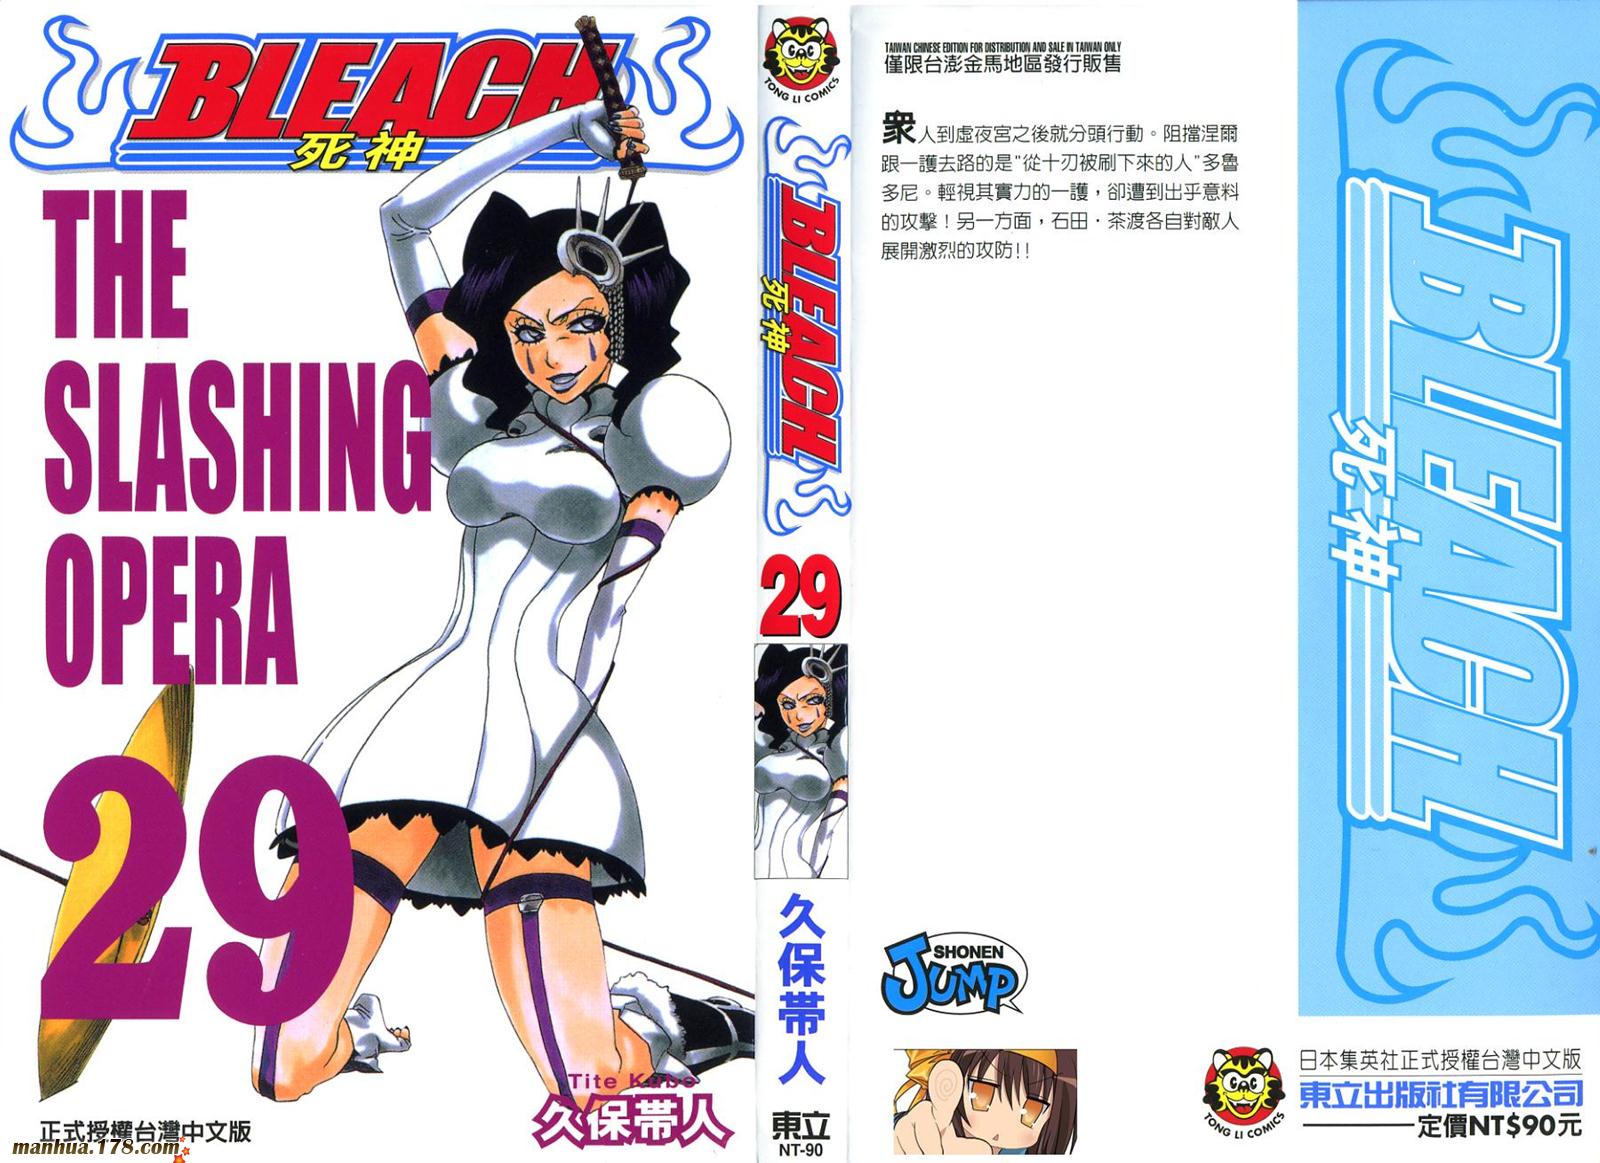 BLEACH
死神
THE
SLASHING
OPERA
29
Tite Kubo
久保帯人
正式授權台灣中文版
manhua.178.com
TONG LI COMICS
BLEACH
死神
29
久保帯人
東立
NT-90
TAIWAN CHINESE EDITION FOR DISTRIBUTION AND SALE IN TAIWAN ONLY
僅限台澎金馬地區發行販售
衆人到虛夜宮之後就分頭行動。阻擋涅爾
跟一護去路的是"從十刃被刷下來的人"多魯
多尼。輕視其實力的一護，卻遭到出乎意料
的攻擊！另一方面，石田・茶渡各自對敵人
展開激烈的攻防!!
SHONEN
JUMP
BLEACH
死神
TONG LI COMICS
日本集英社正式授權台灣中文版
東立出版社有限公司
定價NT$90元